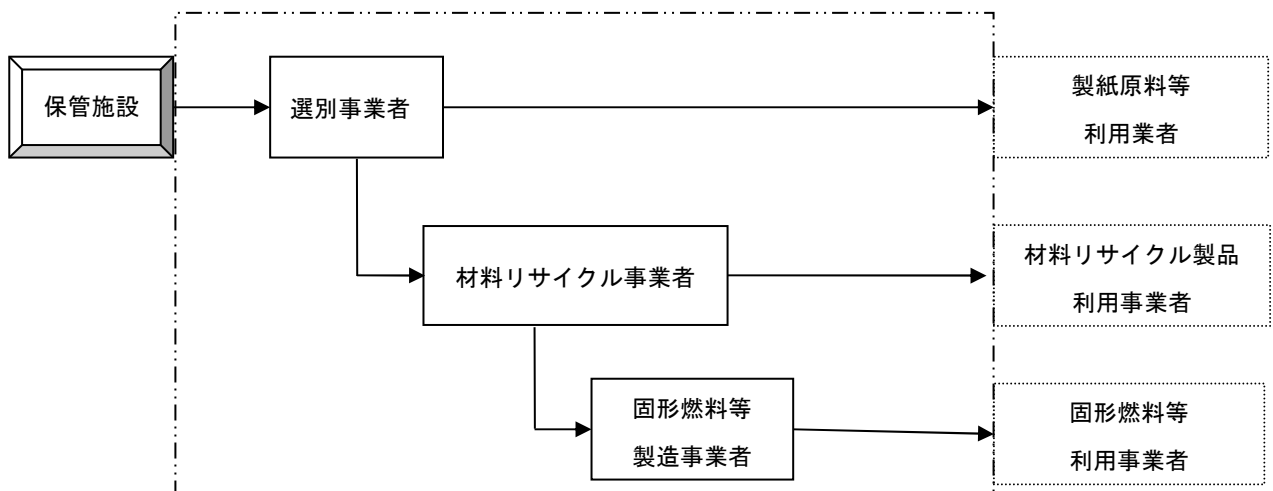 保管施設
選別事業者
製紙原料等
利用業者
材料リサイクル事業者
材料リサイクル製品
利用事業者
固形燃料等
製造事業者
固形燃料等
利用事業者